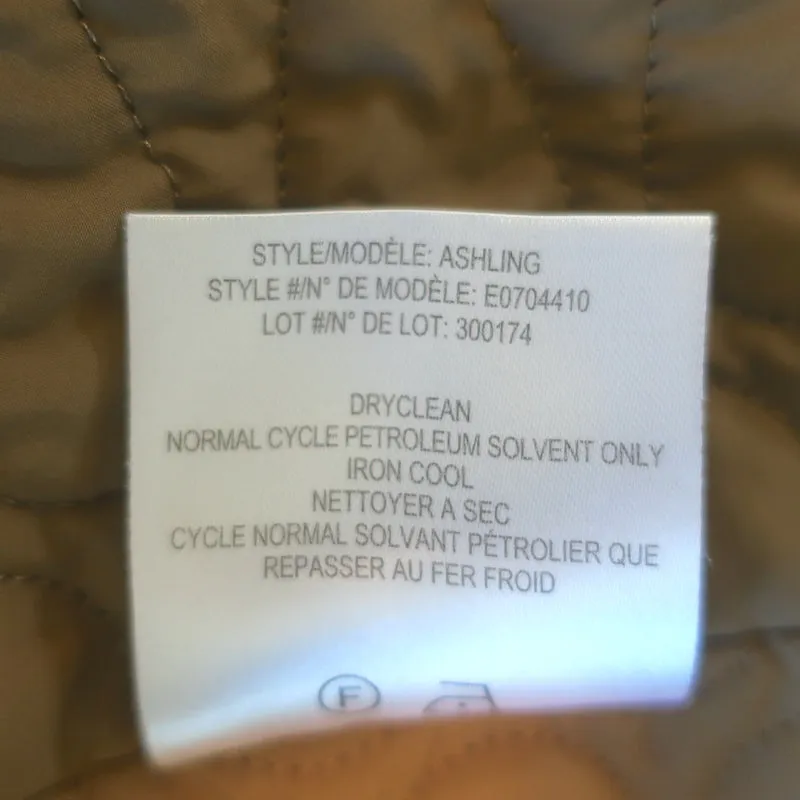 STYLE/MODÈLE: ASHLING
STYLE #/N° DE MODÈLE: E0704410
LOT #/N° DE LOT: 300174
DRYCLEAN
NORMAL CYCLE PETROLEUM SOLVENT ONLY
IRON COOL
NETTOYER A SEC
CYCLE NORMAL SOLVANT PÉTROLIER QUE
REPASSER AU FER FROID
F